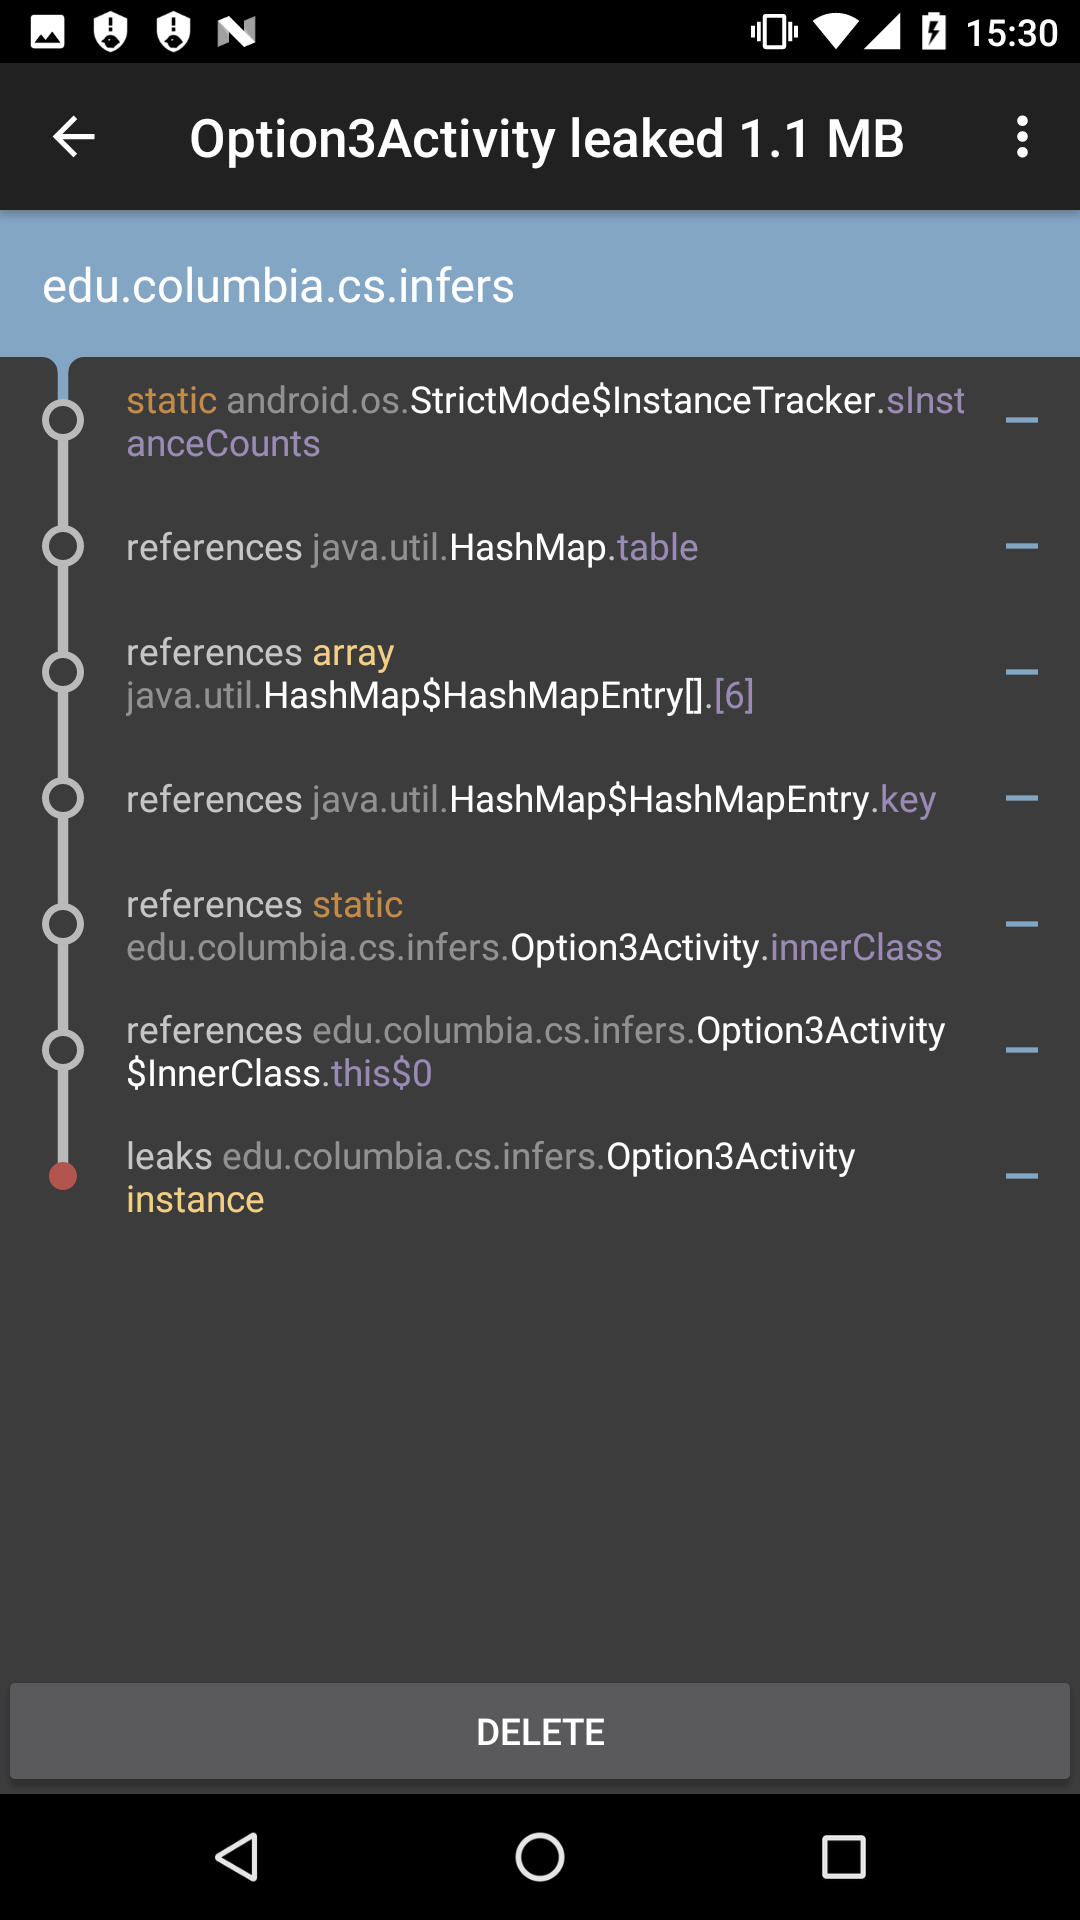 15:30
Option3Activity leaked 1.1 MB
edu.columbia.cs.infers
static android.os.StrictMode$InstanceTracker.sInst
anceCounts
references java.util.HashMap.table
references array
java.util.HashMap$HashMapEntry[].[6]
references java.util.HashMap$HashMapEntry.key
references static
edu.columbia.cs.infers.Option3Activity.innerClass
references edu.columbia.cs.infers.Option3Activity
$InnerClass.this$0
leaks edu.columbia.cs.infers.Option3Activity
instance
DELETE